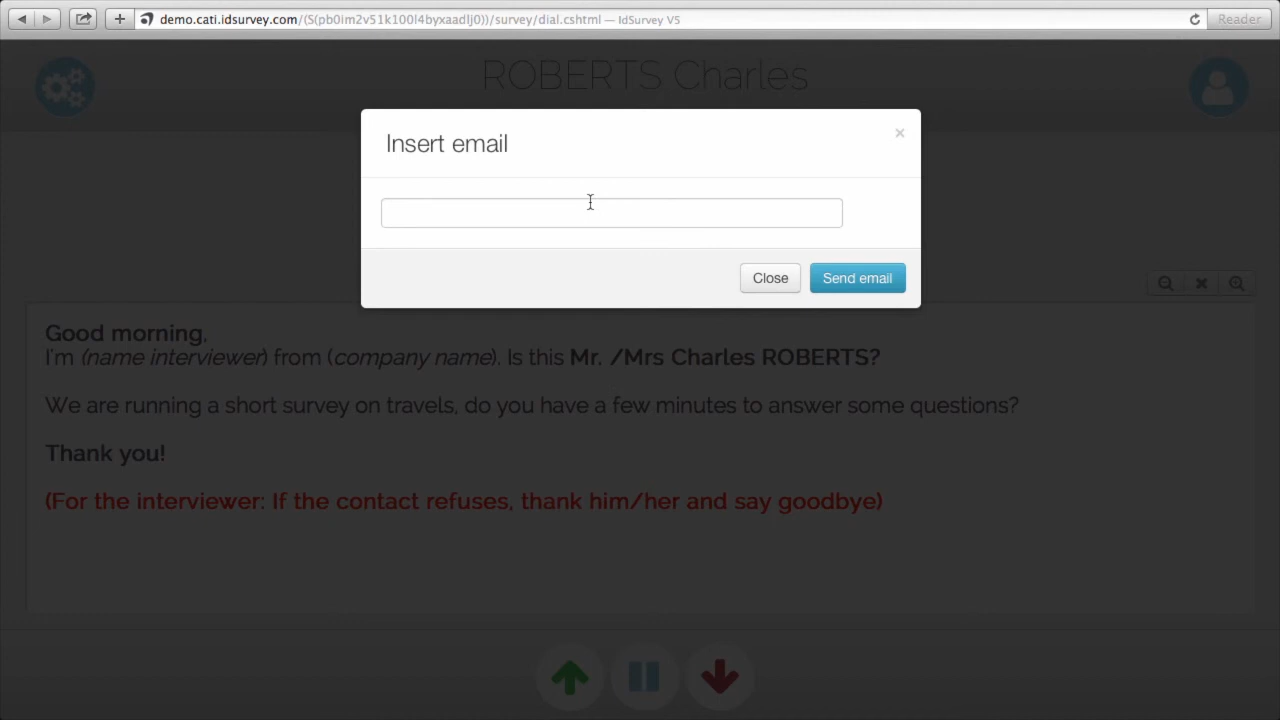 demo.cati.idsurvey.com/(S(pb0im2v51k100l4byxaadlj0))/survey/dial.cshtml — IdSurvey V5
Reader
ROBERTS Charles
Insert email
×
Close
Send email
Good morning,
I'm (name interviewer) from (company name). Is this Mr. /Mrs Charles ROBERTS?
We are running a short survey on travels, do you have a few minutes to answer some questions?
Thank you!
(For the interviewer: If the contact refuses, thank him/her and say goodbye)